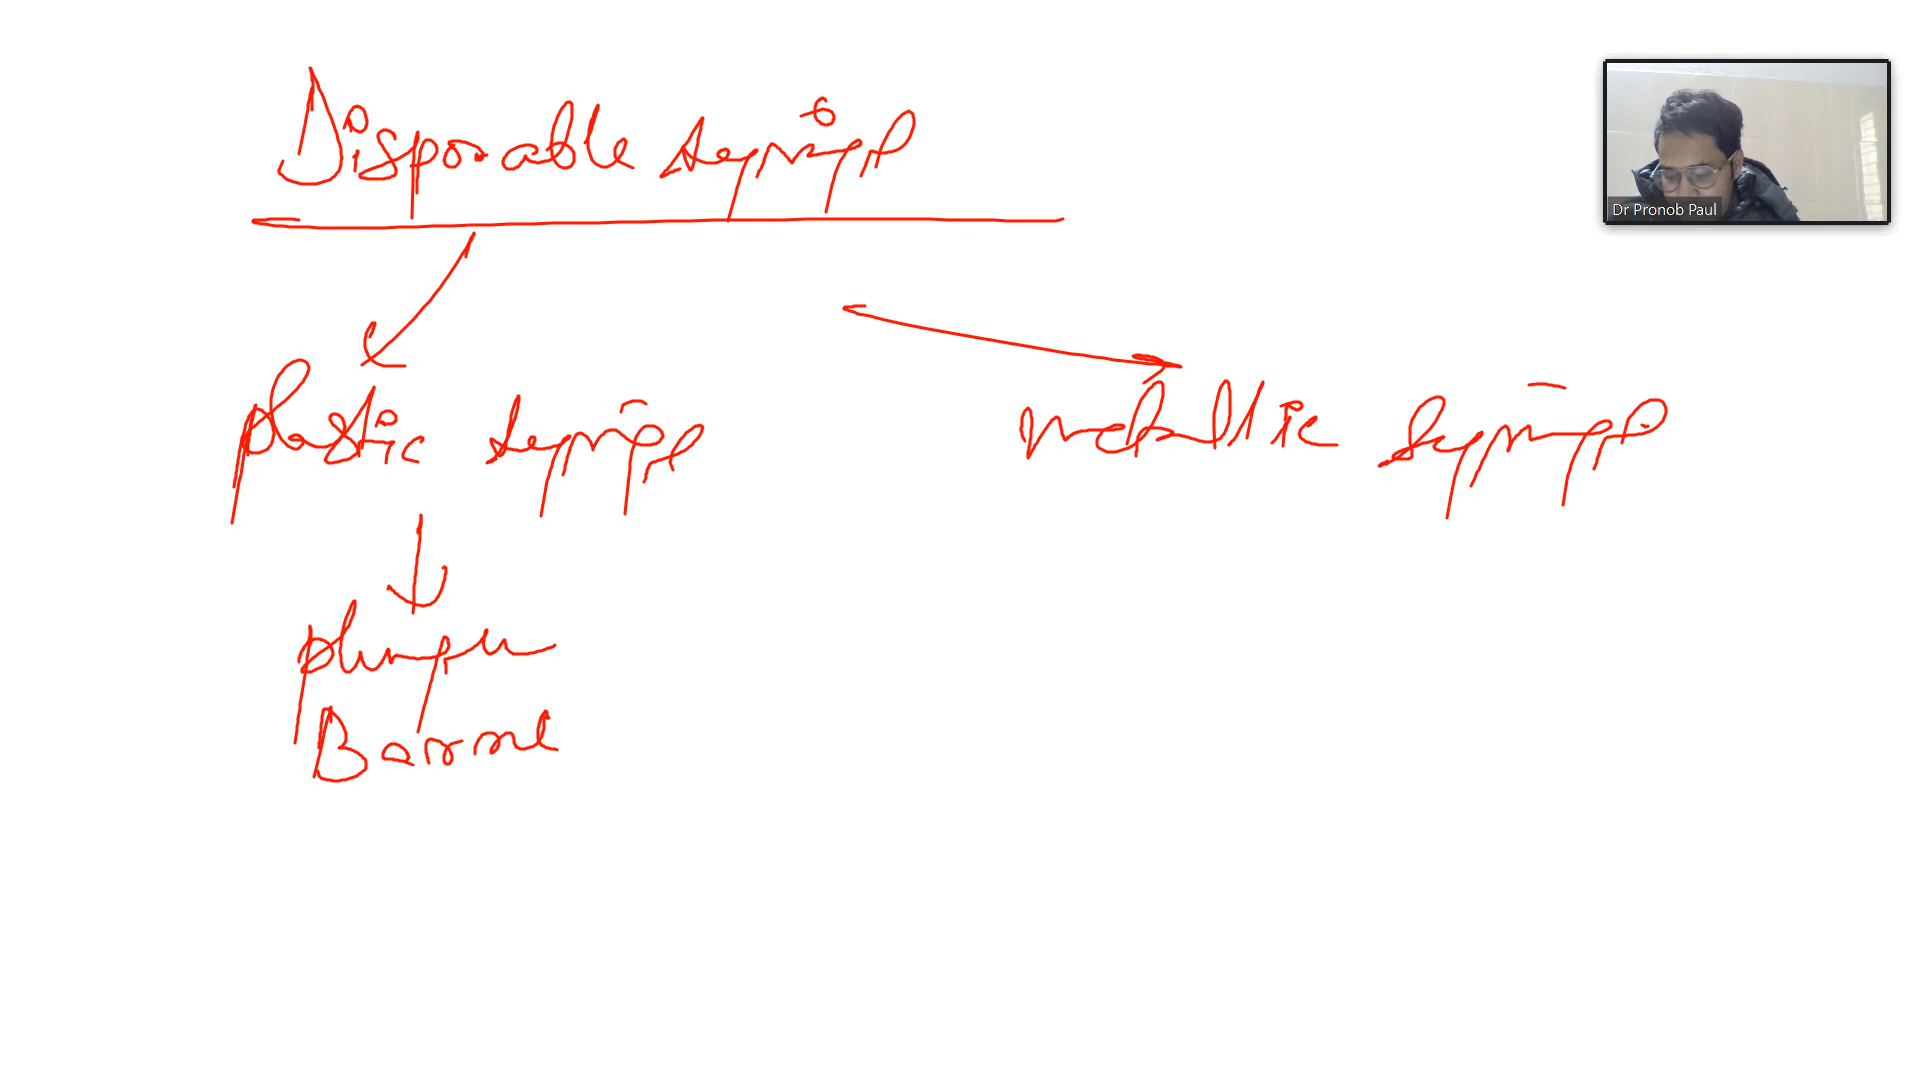 Disposable syringe
Dr Pronob Paul
plastic syringe
metallic syringe
plunger
Barrel